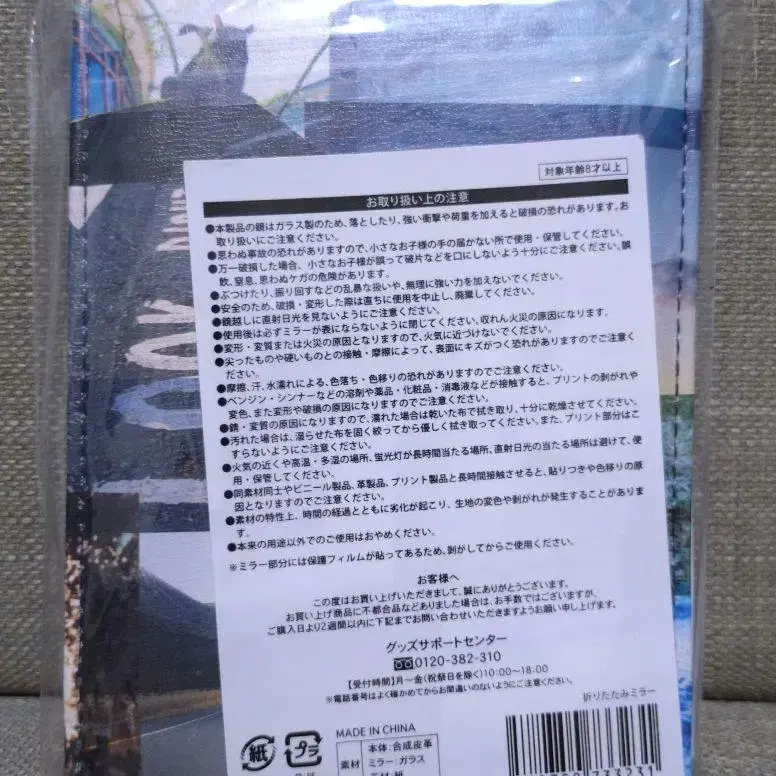 対象年齢8才以上
お取り扱い上の注意
●本製品の鏡はガラス製のため、落としたり、強い衝撃や荷重を加えると破損の恐れがあります。お
取り扱いにご注意ください。
●思わぬ事故の恐れがありますので、小さなお子様の手の届かない所で使用・保管してください。
●万一破損した場合、小さなお子様が誤って破片などを口にしないよう十分にご注意ください。誤
飲、窒息、思わぬケガの危険があります。
●ぶつけたり、振り回すなどの乱暴な扱いや、無理に強い力を加えないでください。
●安全のため、破損・変形した際は直ちに使用を中止し、廃棄してください。
●鏡越しに直射日光を見ないようにご注意ください。
●使用後は必ずミラーが表にならないように閉じてください。収れん火災の原因になります。
●変形・変質または火災の原因となりますので、火気に近づけないでください。
●尖ったものや硬いものとの接触・摩擦によって、表面にキズがつく恐れがありますのでご注意く
ださい。
●摩擦、汗、水濡れによる、色落ち・色移りの恐れがありますのでご注意ください。
●ベンジン・シンナーなどの溶剤や薬品・化粧品・消毒液などが接触すると、プリントの剥がれや
変色、また変形や破損の原因になりますのでご注意ください。
●錆・変質の原因になりますので、濡れた場合は乾いた布で拭き取り、十分に乾燥させてください。
●汚れた場合は、湿らせた布を固く絞ってから優しく拭き取ってください。また、プリント部分はこ
すらないようにご注意ください。
●火気の近くや高温・多湿の場所、蛍光灯が長時間当たる場所、直射日光の当たる場所は避けて、使
用・保管してください。
●同素材同士やビニール製品、革製品、プリント製品と長時間接触させると、貼りつきや色移りの原
因となりますのでご注意ください。
●素材の特性上、時間の経過とともに劣化が起こり、生地の変色や剥がれが発生することがありま
す。
●本来の用途以外でのご使用はおやめください。
※ミラー部分には保護フィルムが貼ってあるため、剥がしてからご使用ください。
お客様へ
この度はお買い上げいただきまして、誠にありがとうございます。
お買い上げ商品に不都合品などありました場合は、お手数ではございますが、
ご購入日より2週間以内に下記までお問い合わせいただきますようお願い申し上げます。
グッズサポートセンター
0120-382-310
【受付時間】月〜金(祝祭日を除く)10:00〜18:00
※電話番号はよく確かめてからお間違いのないようにご注意ください。
折りたたみミラー
MADE IN CHINA
紙
プラ
素材
本体:合成皮革
ミラー:ガラス
733231
LOOK